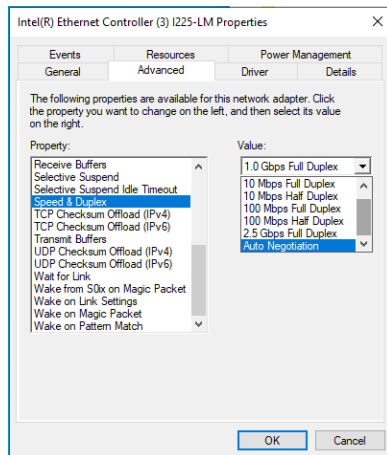 Intel(R) Ethernet Controller (3) I225-LM Properties
Events Resources Power Management
General Advanced Driver Details
The following properties are available for this network adapter. Click
the property you want to change on the left, and then select its value
on the right.
Property:
Receive Buffers
Selective Suspend
Selective Suspend Idle Timeout
Speed & Duplex
TCP Checksum Offload (IPv4)
TCP Checksum Offload (IPv6)
Transmit Buffers
UDP Checksum Offload (IPv4)
UDP Checksum Offload (IPv6)
Wait for Link
Wake from S0ix on Magic Packet
Wake on Link Settings
Wake on Magic Packet
Wake on Pattern Match
Value:
1.0 Gbps Full Duplex
10 Mbps Full Duplex
10 Mbps Half Duplex
100 Mbps Full Duplex
100 Mbps Half Duplex
2.5 Gbps Full Duplex
Auto Negotiation
OK Cancel